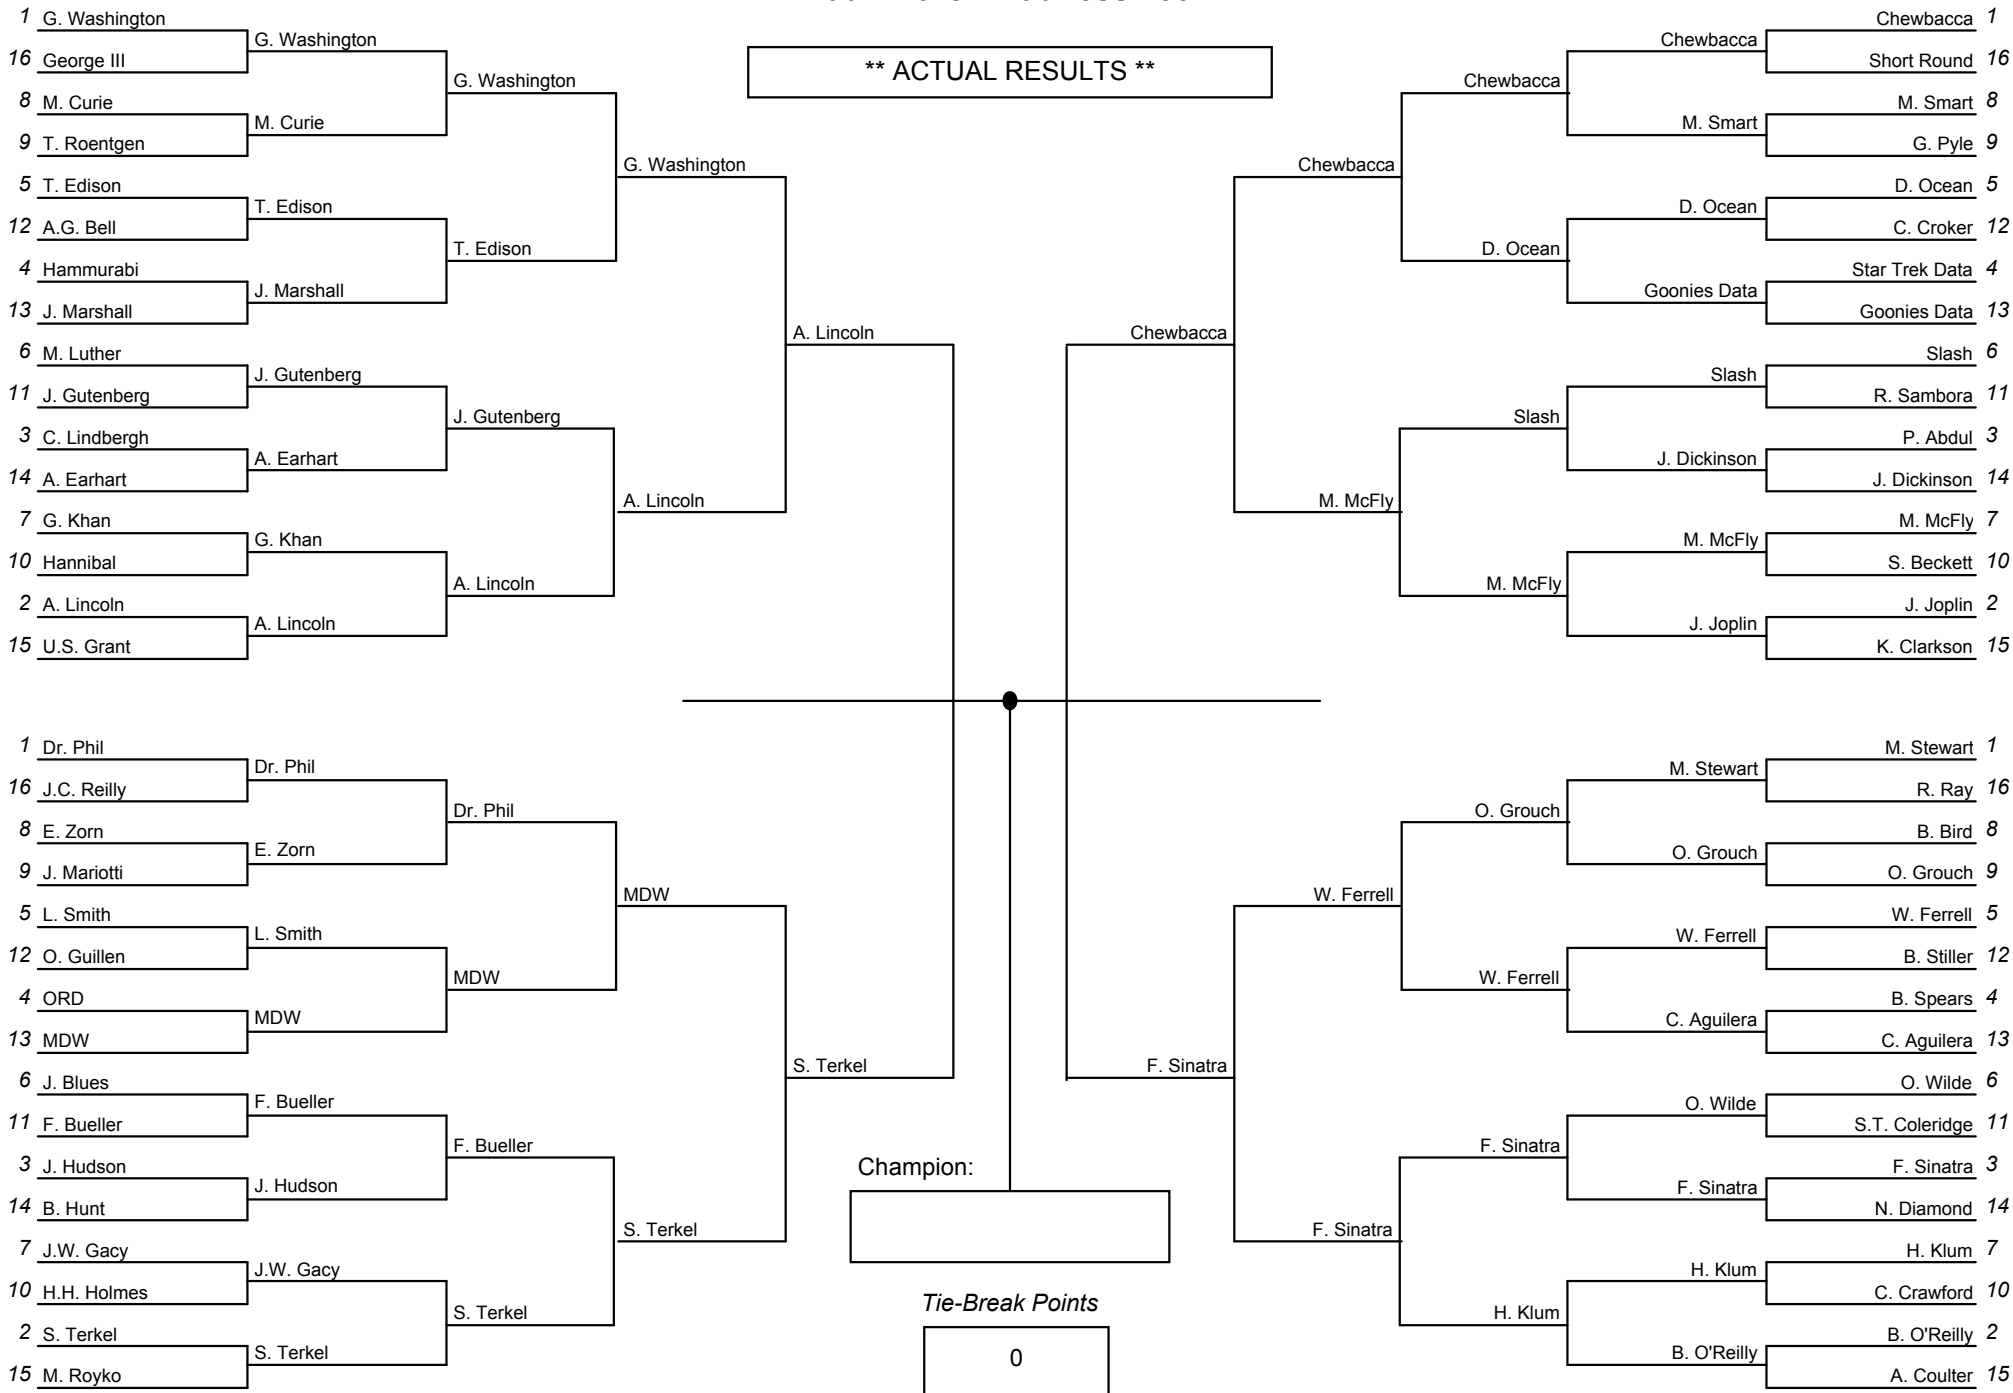 ** ACTUAL RESULTS **
1 G. Washington
16 George III
8 M. Curie
9 T. Roentgen
5 T. Edison
12 A.G. Bell
4 Hammurabi
13 J. Marshall
6 M. Luther
11 J. Gutenberg
3 C. Lindbergh
14 A. Earhart
7 G. Khan
10 Hannibal
2 A. Lincoln
15 U.S. Grant
G. Washington
M. Curie
T. Edison
J. Marshall
J. Gutenberg
A. Earhart
G. Khan
A. Lincoln
G. Washington
T. Edison
J. Gutenberg
A. Lincoln
G. Washington
A. Lincoln
A. Lincoln
Chewbacca
Chewbacca
M. McFly
Chewbacca
D. Ocean
Slash
M. McFly
Chewbacca
M. Smart
D. Ocean
Goonies Data
Slash
J. Dickinson
M. McFly
J. Joplin
Chewbacca 1
Short Round 16
M. Smart 8
G. Pyle 9
D. Ocean 5
C. Croker 12
Star Trek Data 4
Goonies Data 13
Slash 6
R. Sambora 11
P. Abdul 3
J. Dickinson 14
M. McFly 7
S. Beckett 10
J. Joplin 2
K. Clarkson 15
1 Dr. Phil
16 J.C. Reilly
8 E. Zorn
9 J. Mariotti
5 L. Smith
12 O. Guillen
4 ORD
13 MDW
6 J. Blues
11 F. Bueller
3 J. Hudson
14 B. Hunt
7 J.W. Gacy
10 H.H. Holmes
2 S. Terkel
15 M. Royko
Dr. Phil
E. Zorn
L. Smith
MDW
F. Bueller
J. Hudson
J.W. Gacy
S. Terkel
Dr. Phil
MDW
F. Bueller
S. Terkel
MDW
S. Terkel
S. Terkel
Champion:
Tie-Break Points
0
F. Sinatra
W. Ferrell
F. Sinatra
O. Grouch
W. Ferrell
F. Sinatra
H. Klum
M. Stewart
O. Grouch
W. Ferrell
C. Aguilera
O. Wilde
F. Sinatra
H. Klum
B. O'Reilly
M. Stewart 1
R. Ray 16
B. Bird 8
O. Grouch 9
W. Ferrell 5
B. Stiller 12
B. Spears 4
C. Aguilera 13
O. Wilde 6
S.T. Coleridge 11
F. Sinatra 3
N. Diamond 14
H. Klum 7
C. Crawford 10
B. O'Reilly 2
A. Coulter 15